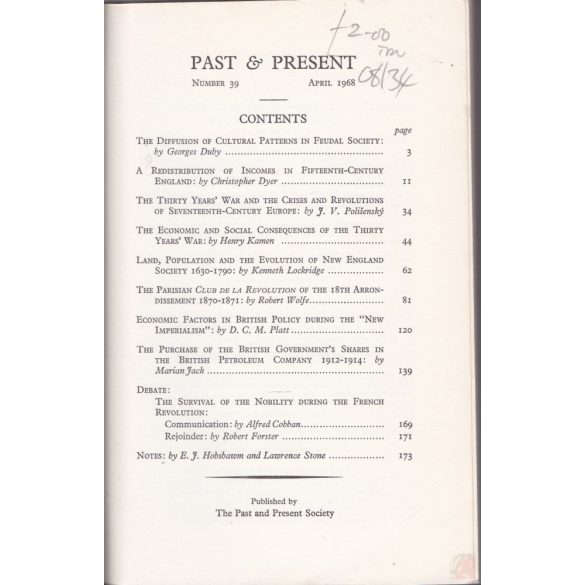 £2-00
08/34
PAST & PRESENT
NUMBER 39 APRIL 1968
CONTENTS
page
THE DIFFUSION OF CULTURAL PATTERNS IN FEUDAL SOCIETY:
by Georges Duby ........................................ 3
A REDISTRIBUTION OF INCOMES IN FIFTEENTH-CENTURY
ENGLAND: by Christopher Dyer .......................... 11
THE THIRTY YEARS' WAR AND THE CRISES AND REVOLUTIONS
OF SEVENTEENTH-CENTURY EUROPE: by J. V. Polišenský 34
THE ECONOMIC AND SOCIAL CONSEQUENCES OF THE THIRTY
YEARS' WAR: by Henry Kamen .......................... 44
LAND, POPULATION AND THE EVOLUTION OF NEW ENGLAND
SOCIETY 1630-1790: by Kenneth Lockridge .............. 62
THE PARISIAN CLUB DE LA REVOLUTION OF THE 18TH ARRON-
DISSEMENT 1870-1871: by Robert Wolfe................... 81
ECONOMIC FACTORS IN BRITISH POLICY DURING THE "NEW
IMPERIALISM": by D. C. M. Platt ........................ 120
THE PURCHASE OF THE BRITISH GOVERNMENT'S SHARES IN
THE BRITISH PETROLEUM COMPANY 1912-1914: by
Marian Jack ............................................ 139
DEBATE:
THE SURVIVAL OF THE NOBILITY DURING THE FRENCH
REVOLUTION:
Communication: by Alfred Cobban..................... 169
Rejoinder: by Robert Forster .......................... 171
NOTES: by E. J. Hobsbawm and Lawrence Stone .................. 173
Published by
The Past and Present Society